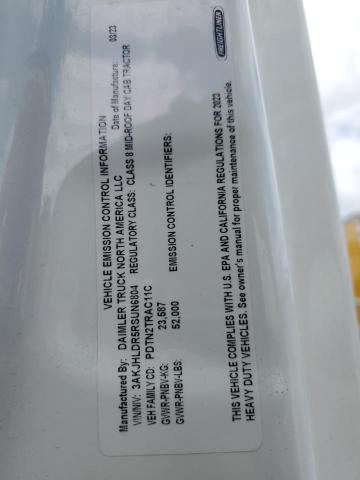 VEHICLE EMISSION CONTROL INFORMATION
FREIGHTLINER
Manufactured by: DAIMLER TRUCK NORTH AMERICA LLC Date of Manufacture: 03/23
VIN/NIV: 3AKJHLDR5RSUN6804 REGULATORY CLASS: CLASS 8 MID-ROOF DAY CAB TRACTOR
VEH FAMILY CD: PDTN2TRAC11C
GVWR-PNBV-KG: 23,587 EMISSION CONTROL IDENTIFIERS:
GVWR-PNBV-LBS: 52,000
THIS VEHICLE COMPLIES WITH U.S. EPA AND CALIFORNIA REGULATIONS FOR 2023
HEAVY DUTY VEHICLES. See owner's manual for proper maintenance of this vehicle.